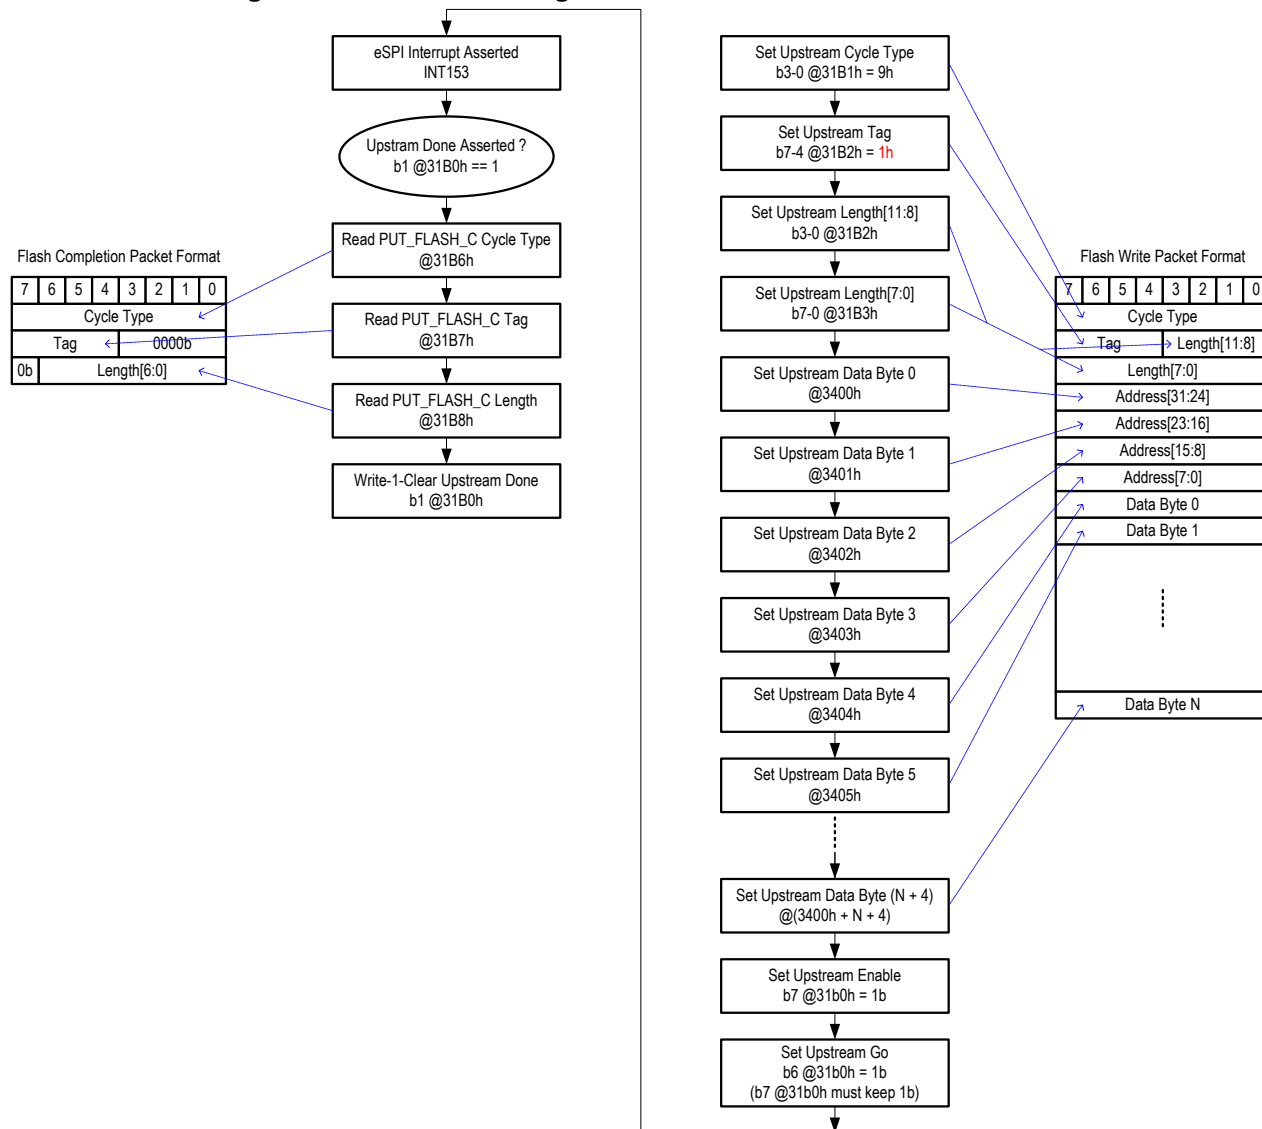 eSPI Interrupt Asserted
INT153
Upstram Done Asserted ?
b1 @31B0h == 1
Read PUT_FLASH_C Cycle Type
@31B6h
Read PUT_FLASH_C Tag
@31B7h
Read PUT_FLASH_C Length
@31B8h
Write-1-Clear Upstream Done
b1 @31B0h
Flash Completion Packet Format
7 6 5 4 3 2 1 0
Cycle Type
Tag 0000b
0b Length[6:0]
Set Upstream Cycle Type
b3-0 @31B1h = 9h
Set Upstream Tag
b7-4 @31B2h = 1h
Set Upstream Length[11:8]
b3-0 @31B2h
Set Upstream Length[7:0]
b7-0 @31B3h
Set Upstream Data Byte 0
@3400h
Set Upstream Data Byte 1
@3401h
Set Upstream Data Byte 2
@3402h
Set Upstream Data Byte 3
@3403h
Set Upstream Data Byte 4
@3404h
Set Upstream Data Byte 5
@3405h
Set Upstream Data Byte (N + 4)
@(3400h + N + 4)
Set Upstream Enable
b7 @31b0h = 1b
Set Upstream Go
b6 @31b0h = 1b
(b7 @31b0h must keep 1b)
Flash Write Packet Format
7 6 5 4 3 2 1 0
Cycle Type
Tag Length[11:8]
Length[7:0]
Address[31:24]
Address[23:16]
Address[15:8]
Address[7:0]
Data Byte 0
Data Byte 1
Data Byte N